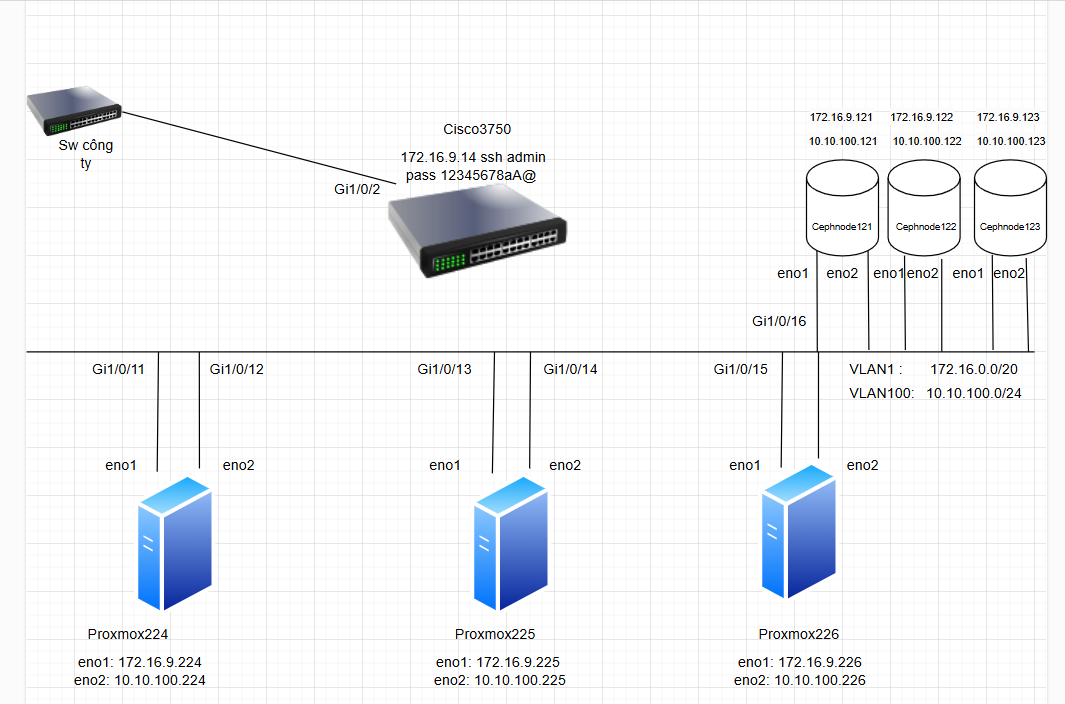 Sw công
ty
Cisco3750
172.16.9.14 ssh admin
pass 12345678aA@
Gi1/0/2
172.16.9.121 172.16.9.122 172.16.9.123
10.10.100.121 10.10.100.122 10.10.100.123
Cephnode121 Cephnode122 Cephnode123
eno1 eno2 eno1 eno2 eno1 eno2
Gi1/0/16
Gi1/0/11 Gi1/0/12 Gi1/0/13 Gi1/0/14 Gi1/0/15
VLAN1 : 172.16.0.0/20
VLAN100: 10.10.100.0/24
eno1 eno2 eno1 eno2 eno1 eno2
Proxmox224
eno1: 172.16.9.224
eno2: 10.10.100.224
Proxmox225
eno1: 172.16.9.225
eno2: 10.10.100.225
Proxmox226
eno1: 172.16.9.226
eno2: 10.10.100.226